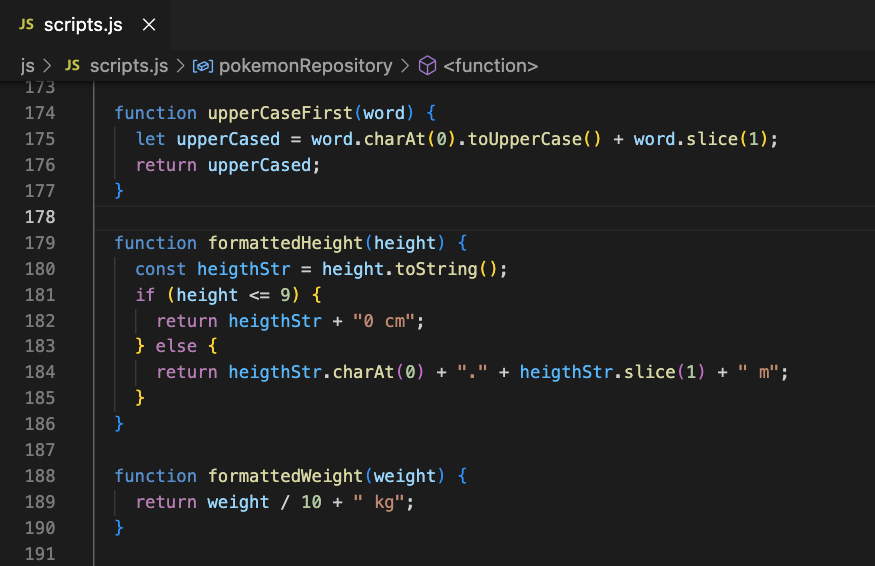 JS scripts.js ×
js > JS scripts.js > pokemonRepository > <function>
173
174 function upperCaseFirst(word) {
175 let upperCased = word.charAt(0).toUpperCase() + word.slice(1);
176 return upperCased;
177 }
178
179 function formattedHeight(height) {
180 const heigthStr = height.toString();
181 if (height <= 9) {
182 return heigthStr + "0 cm";
183 } else {
184 return heigthStr.charAt(0) + "." + heigthStr.slice(1) + " m";
185 }
186 }
187
188 function formattedWeight(weight) {
189 return weight / 10 + " kg";
190 }
191